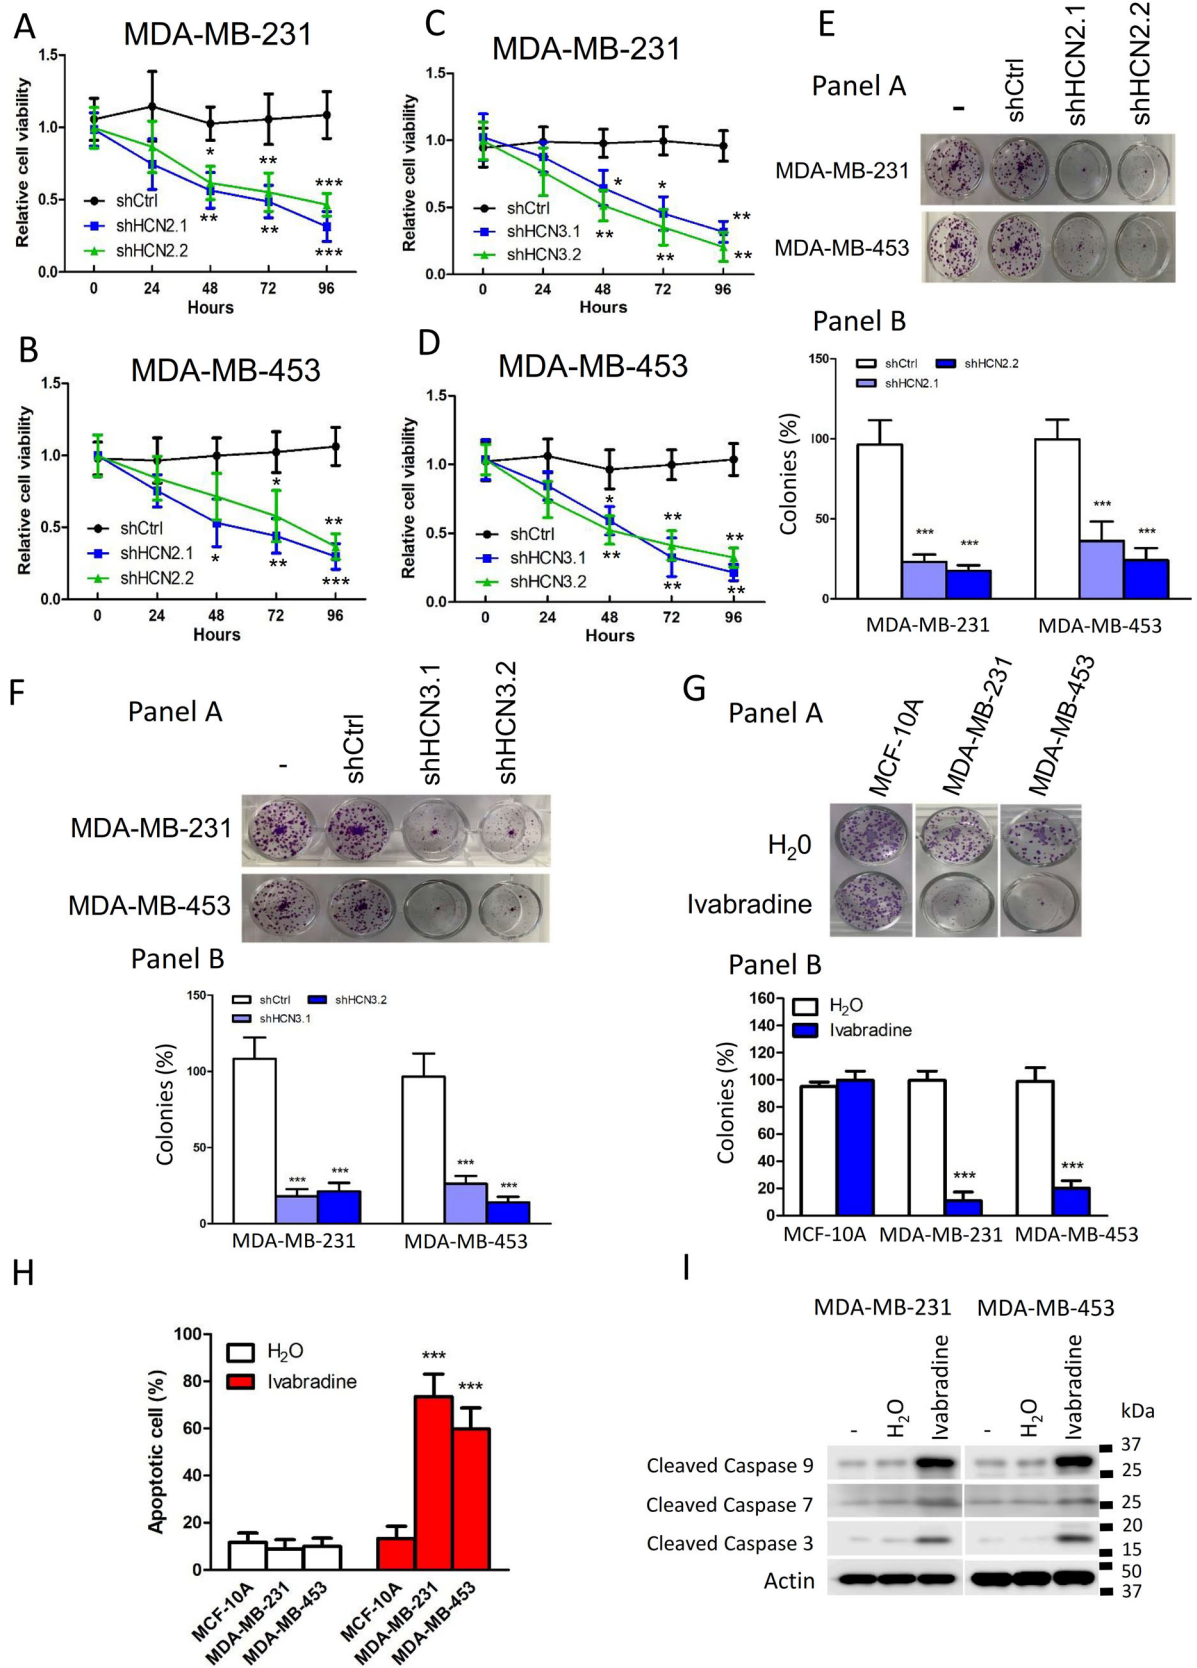 A
MDA-MB-231
Relative cell viability
1.5
1.0
0.5
0.0
*
**
***
**
**
***
shCtrl
shHCN2.1
shHCN2.2
0 24 48 72 96
Hours
B
MDA-MB-453
Relative cell viability
1.5
1.0
0.5
0.0
*
**
*
**
***
shCtrl
shHCN2.1
shHCN2.2
0 24 48 72 96
Hours
C
MDA-MB-231
Relative cell viability
1.5
1.0
0.5
0.0
*
*
**
**
**
**
shCtrl
shHCN3.1
shHCN3.2
0 24 48 72 96
Hours
D
MDA-MB-453
Relative cell viability
1.5
1.0
0.5
0.0
*
**
**
**
**
**
shCtrl
shHCN3.1
shHCN3.2
0 24 48 72 96
Hours
E
Panel A
- shCtrl shHCN2.1 shHCN2.2
MDA-MB-231
MDA-MB-453
Panel B
Colonies (%)
150
100
50
0
shCtrl shHCN2.2
shHCN2.1
*** *** *** ***
MDA-MB-231 MDA-MB-453
F
Panel A
- shCtrl shHCN3.1 shHCN3.2
MDA-MB-231
MDA-MB-453
Panel B
Colonies (%)
150
100
50
0
shCtrl shHCN3.2
shHCN3.1
*** *** *** ***
MDA-MB-231 MDA-MB-453
G
Panel A
MCF-10A MDA-MB-231 MDA-MB-453
H20
Ivabradine
Panel B
Colonies (%)
160
140
120
100
80
60
40
20
0
H2O
Ivabradine
*** ***
MCF-10A MDA-MB-231 MDA-MB-453
H
Apoptotic cell (%)
100
80
60
40
20
0
H2O
Ivabradine
*** ***
MCF-10A MDA-MB-231 MDA-MB-453 MCF-10A MDA-MB-231 MDA-MB-453
I
MDA-MB-231 MDA-MB-453
- H2O Ivabradine - H2O Ivabradine kDa
Cleaved Caspase 9 37
25
Cleaved Caspase 7 25
Cleaved Caspase 3 20
15
Actin 50
37